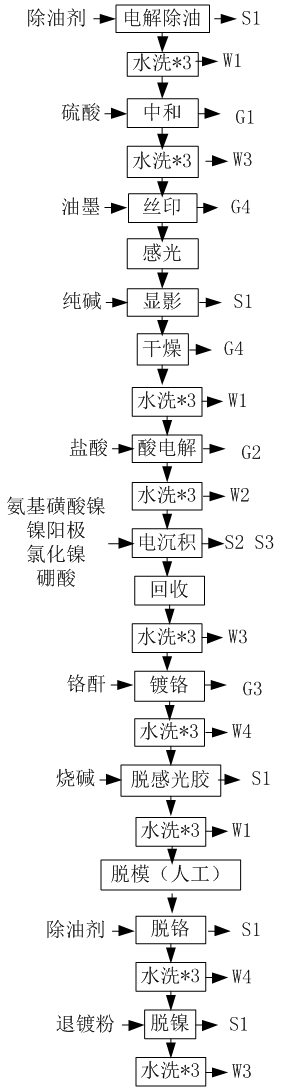 除油剂 电解除油 S1
水洗*3 W1
硫酸 中和 G1
水洗*3 W3
油墨 丝印 G4
感光
纯碱 显影 S1
干燥 G4
水洗*3 W1
盐酸 酸电解 G2
水洗*3 W2
氨基磺酸镍
镍阳极
氯化镍
硼酸
电沉积 S2 S3
回收
水洗*3 W3
铬酐 镀铬 G3
水洗*3 W4
烧碱 脱感光胶 S1
水洗*3 W1
脱模（人工）
除油剂 脱铬 S1
水洗*3 W4
退镀粉 脱镍 S1
水洗*3 W3